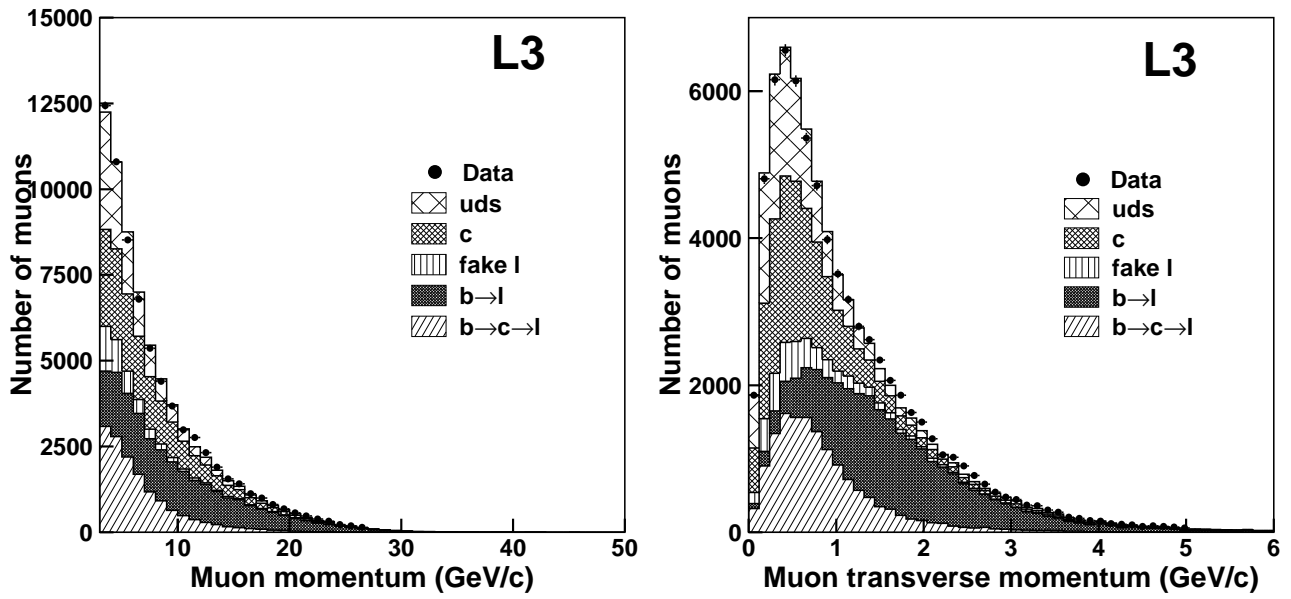 L3
15000
12500
10000
7500
5000
2500
0
Number of muons
Data
uds
c
fake l
b→l
b→c→l
10
20
30
40
50
Muon momentum (GeV/c)
L3
6000
4000
2000
0
Number of muons
Data
uds
c
fake l
b→l
b→c→l
0
1
2
3
4
5
6
Muon transverse momentum (GeV/c)